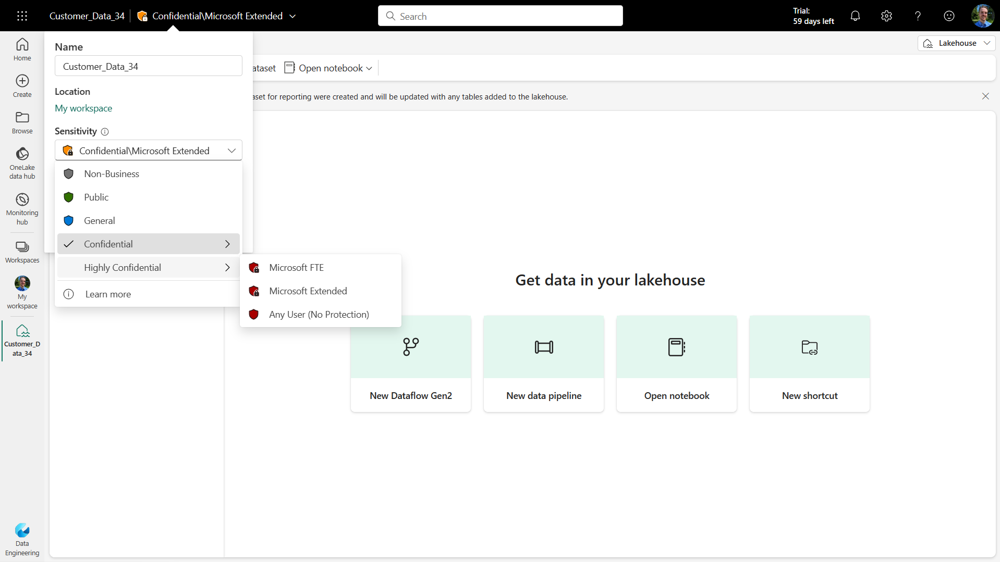 Customer_Data_34
Confidential\Microsoft Extended
Search
Trial:
59 days left
Home
Create
Browse
OneLake
data hub
Monitoring
hub
Workspaces
My
workspace
Customer_D
ata_34
Data
Engineering
Name
Customer_Data_34
Location
My workspace
Sensitivity
Confidential\Microsoft Extended
Non-Business
Public
General
Confidential
Highly Confidential
Learn more
Microsoft FTE
Microsoft Extended
Any User (No Protection)
Lakehouse
ataset
Open notebook
aset for reporting were created and will be updated with any tables added to the lakehouse.
Get data in your lakehouse
New Dataflow Gen2
New data pipeline
Open notebook
New shortcut